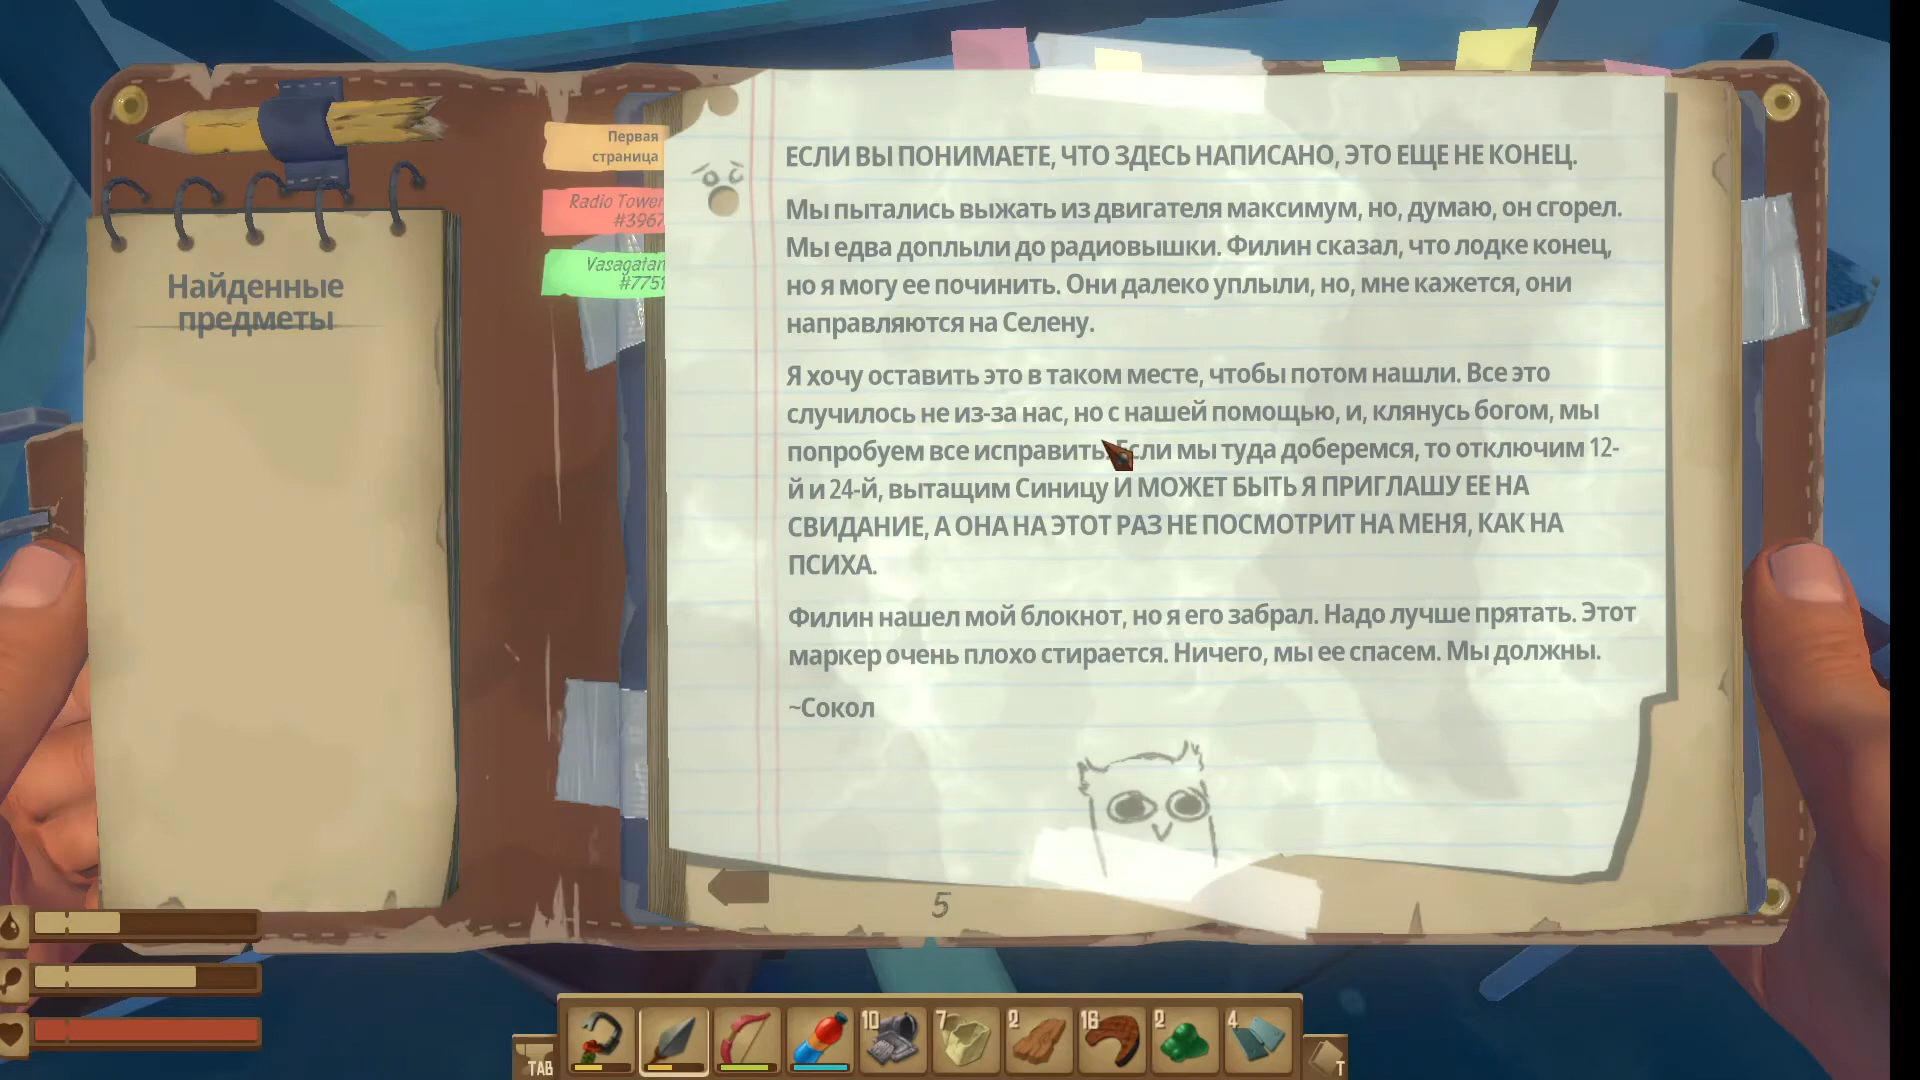 Первая
страница
Radio Tower
#3967
Vasagatan
#7751
Найденные
предметы
ЕСЛИ ВЫ ПОНИМАЕТЕ, ЧТО ЗДЕСЬ НАПИСАНО, ЭТО ЕЩЕ НЕ КОНЕЦ.
Мы пытались выжать из двигателя максимум, но, думаю, он сгорел.
Мы едва доплыли до радиовышки. Филин сказал, что лодке конец,
но я могу ее починить. Они далеко уплыли, но, мне кажется, они
направляются на Селену.
Я хочу оставить это в таком месте, чтобы потом нашли. Все это
случилось не из-за нас, но с нашей помощью, и, клянусь богом, мы
попробуем все исправить. Если мы туда доберемся, то отключим 12-
й и 24-й, вытащим Синицу И МОЖЕТ БЫТЬ Я ПРИГЛАШУ ЕЕ НА
СВИДАНИЕ, А ОНА НА ЭТОТ РАЗ НЕ ПОСМОТРИТ НА МЕНЯ, КАК НА
ПСИХА.
Филин нашел мой блокнот, но я его забрал. Надо лучше прятать. Этот
маркер очень плохо стирается. Ничего, мы ее спасем. Мы должны.
~Сокол
5
TAB 10 7 2 16 2 4 T